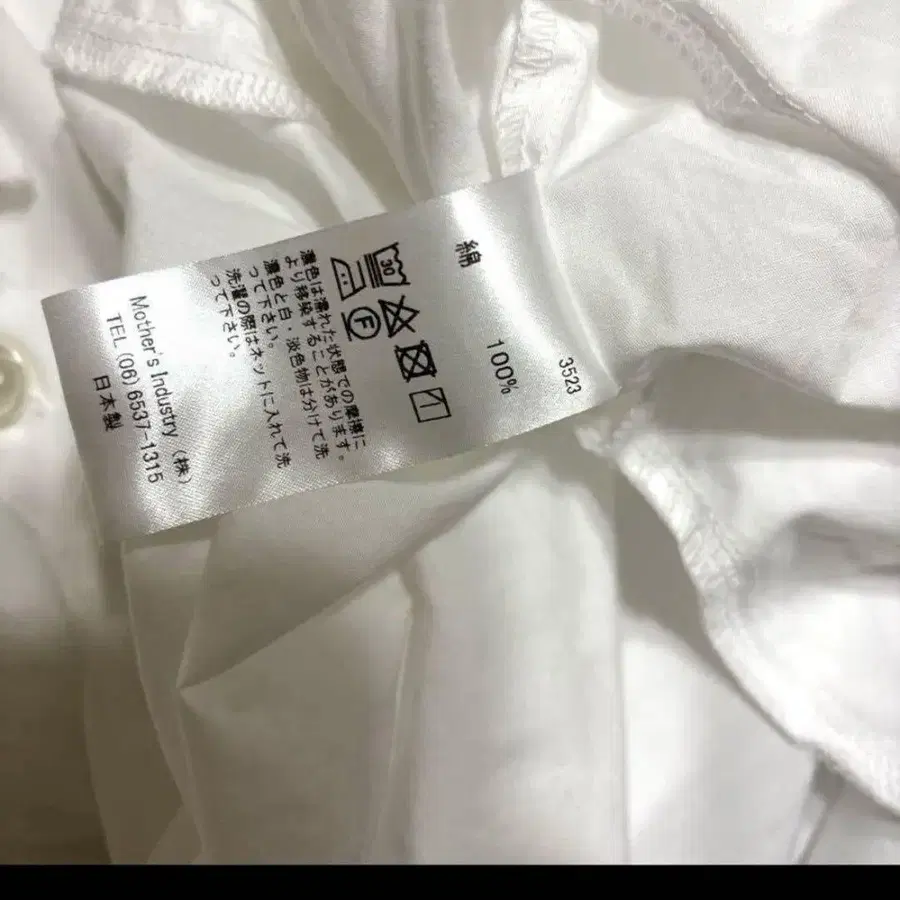 3523
綿 100%
30
F
濃色は濡れた状態での摩擦に
より移染することがあります。
濃色と白・淡色物は分けて洗
って下さい。
洗濯の際はネットに入れて洗
って下さい。
Mother's Industry (株)
TEL (06)6537-1315
日本製